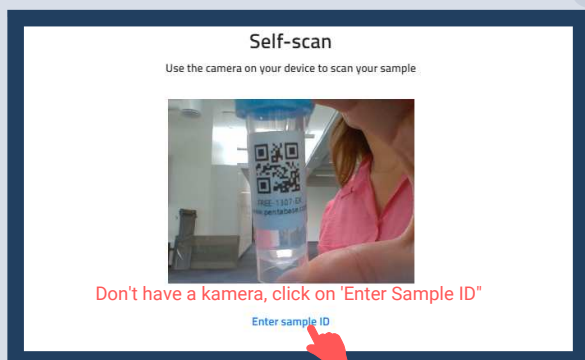 Self-scan
Use the camera on your device to scan your sample
FREE-1307-EX
www.pentabase.com
Don't have a kamera, click on 'Enter Sample ID"
Enter sample ID